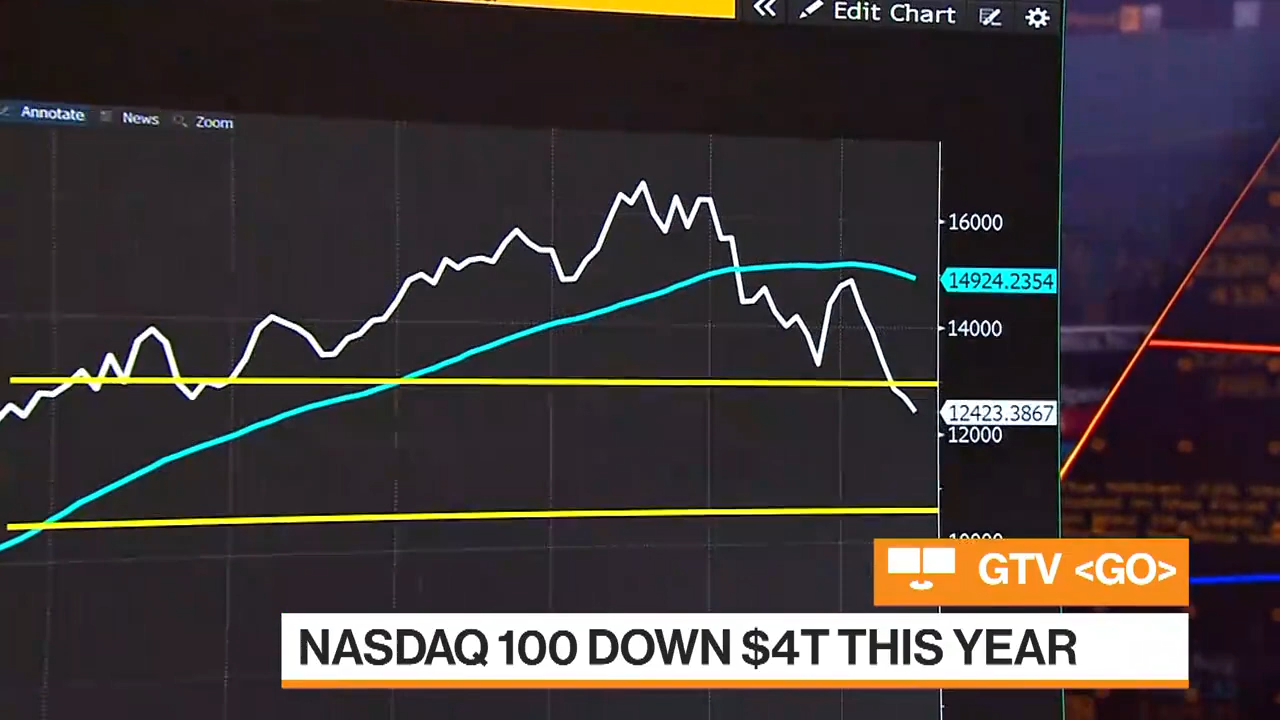 Edit Chart
Annotate News Zoom
16000
14924.2354
14000
12423.3867
12000
10000
GTV <GO>
NASDAQ 100 DOWN $4T THIS YEAR